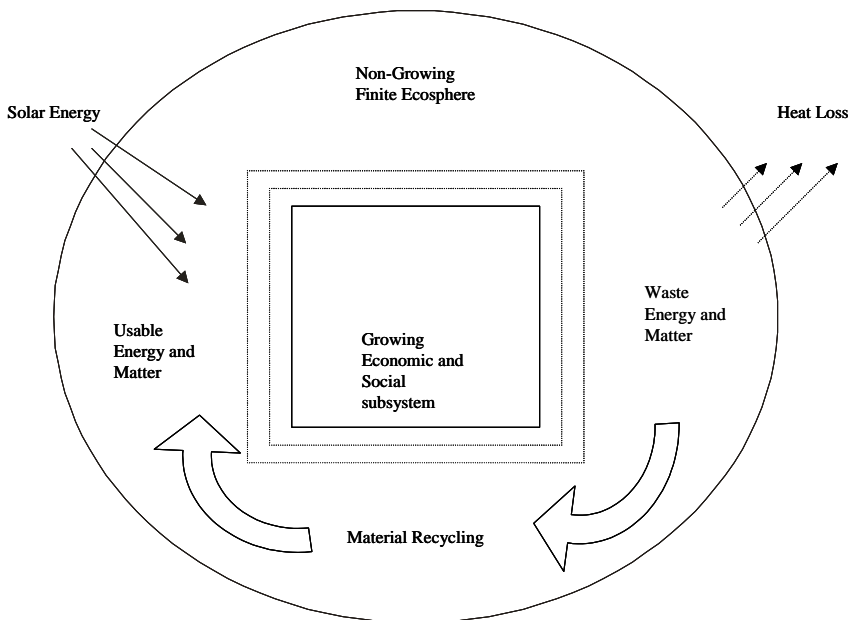 Non-Growing
Finite Ecosphere
Solar Energy
Heat Loss
Usable
Energy and
Matter
Growing
Economic and
Social
subsystem
Waste
Energy and
Matter
Material Recycling